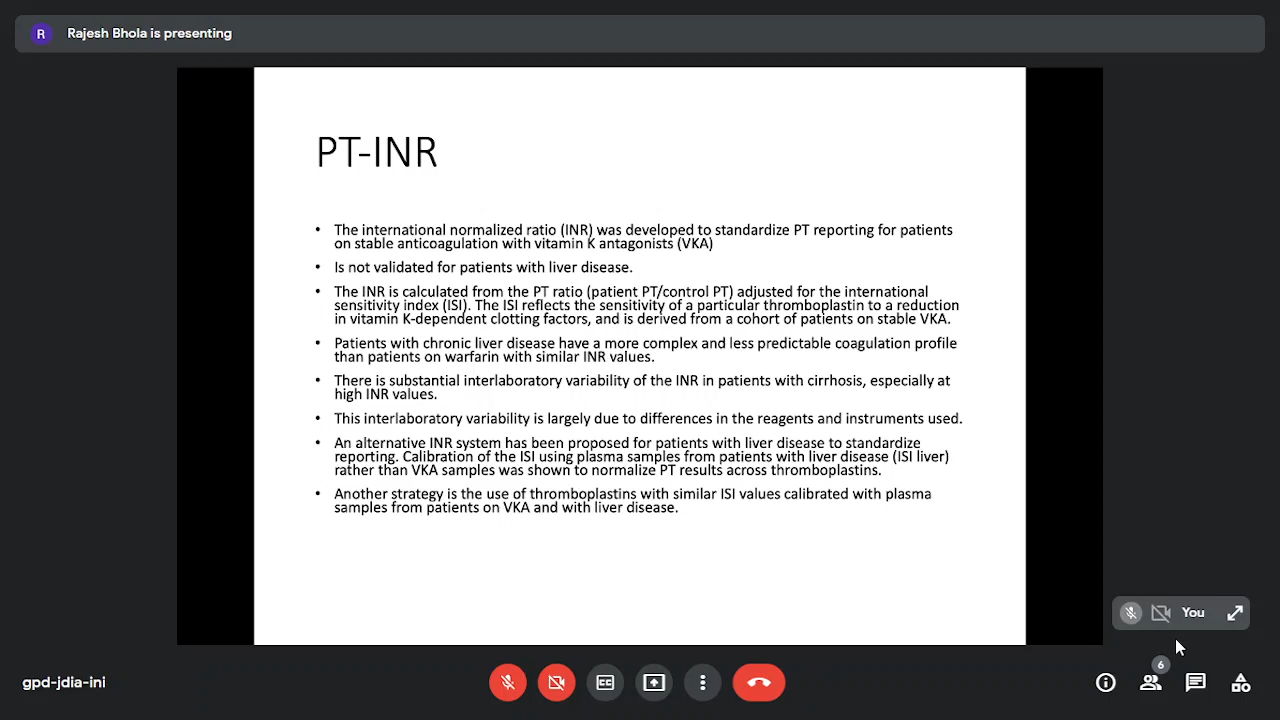 R
Rajesh Bhola is presenting
PT-INR
• The international normalized ratio (INR) was developed to standardize PT reporting for patients
on stable anticoagulation with vitamin K antagonists (VKA)
• Is not validated for patients with liver disease.
• The INR is calculated from the PT ratio (patient PT/control PT) adjusted for the international
sensitivity index (ISI). The ISI reflects the sensitivity of a particular thromboplastin to a reduction
in vitamin K-dependent clotting factors, and is derived from a cohort of patients on stable VKA.
• Patients with chronic liver disease have a more complex and less predictable coagulation profile
than patients on warfarin with similar INR values.
• There is substantial interlaboratory variability of the INR in patients with cirrhosis, especially at
high INR values.
• This interlaboratory variability is largely due to differences in the reagents and instruments used.
• An alternative INR system has been proposed for patients with liver disease to standardize
reporting. Calibration of the ISI using plasma samples from patients with liver disease (ISI liver)
rather than VKA samples was shown to normalize PT results across thromboplastins.
• Another strategy is the use of thromboplastins with similar ISI values calibrated with plasma
samples from patients on VKA and with liver disease.
You
6
gpd-jdia-ini